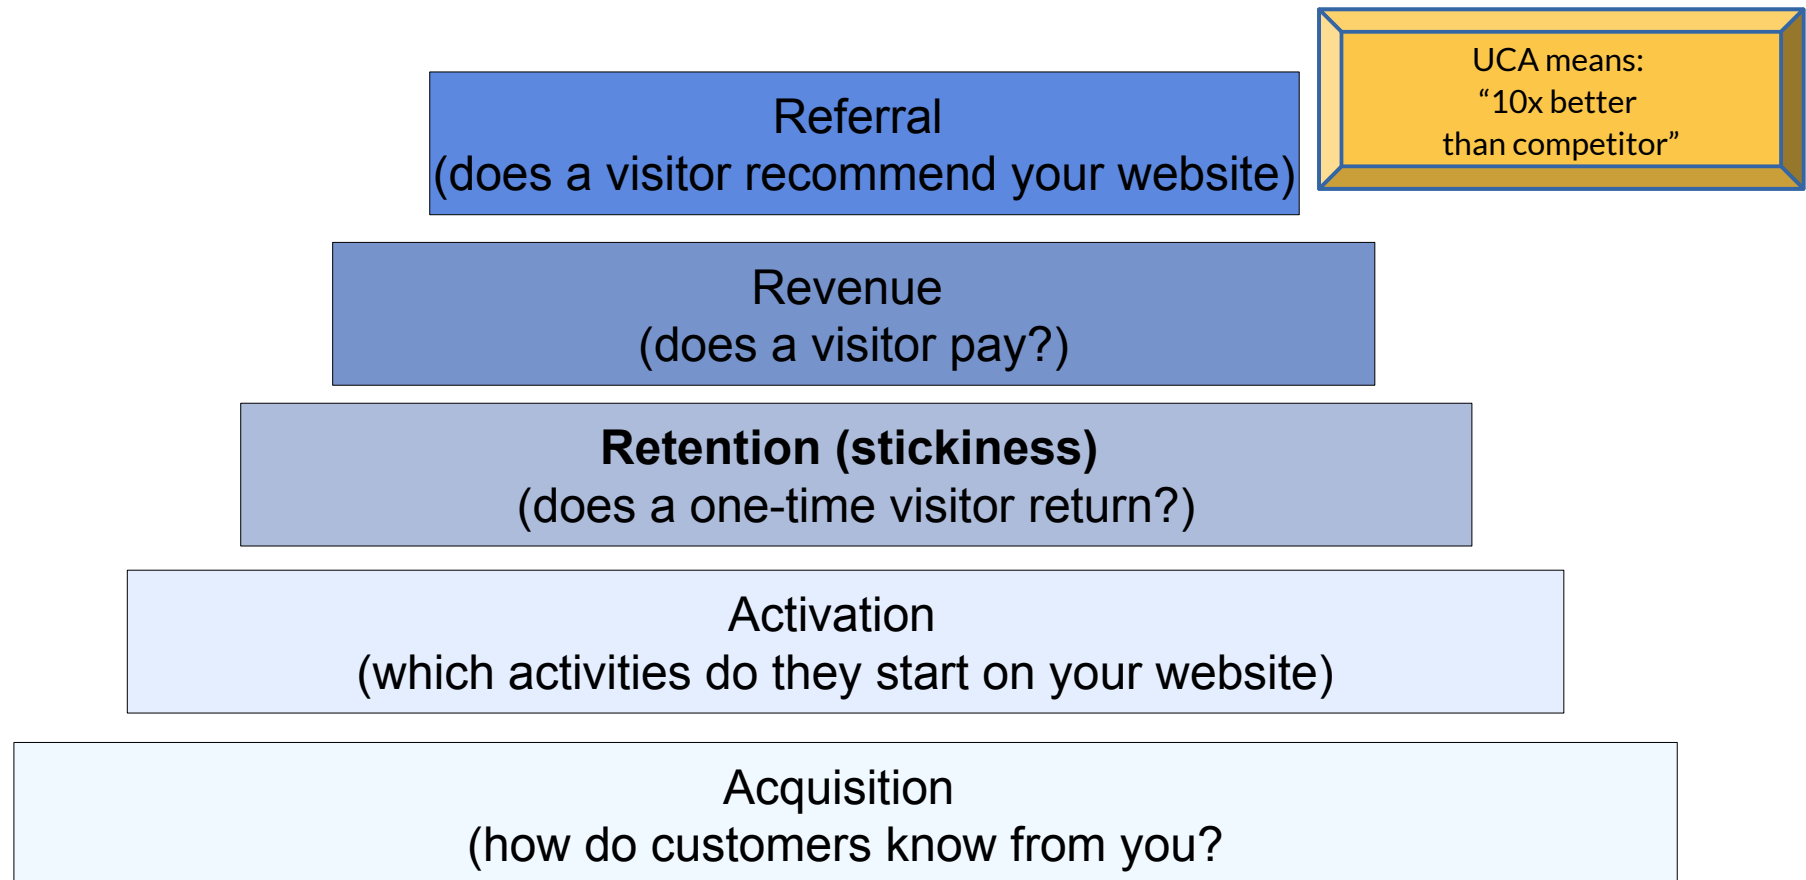 UCA means:
“10x better
than competitor”
Referral
(does a visitor recommend your website)
Revenue
(does a visitor pay?)
Retention (stickiness)
(does a one-time visitor return?)
Activation
(which activities do they start on your website)
Acquisition
(how do customers know from you?